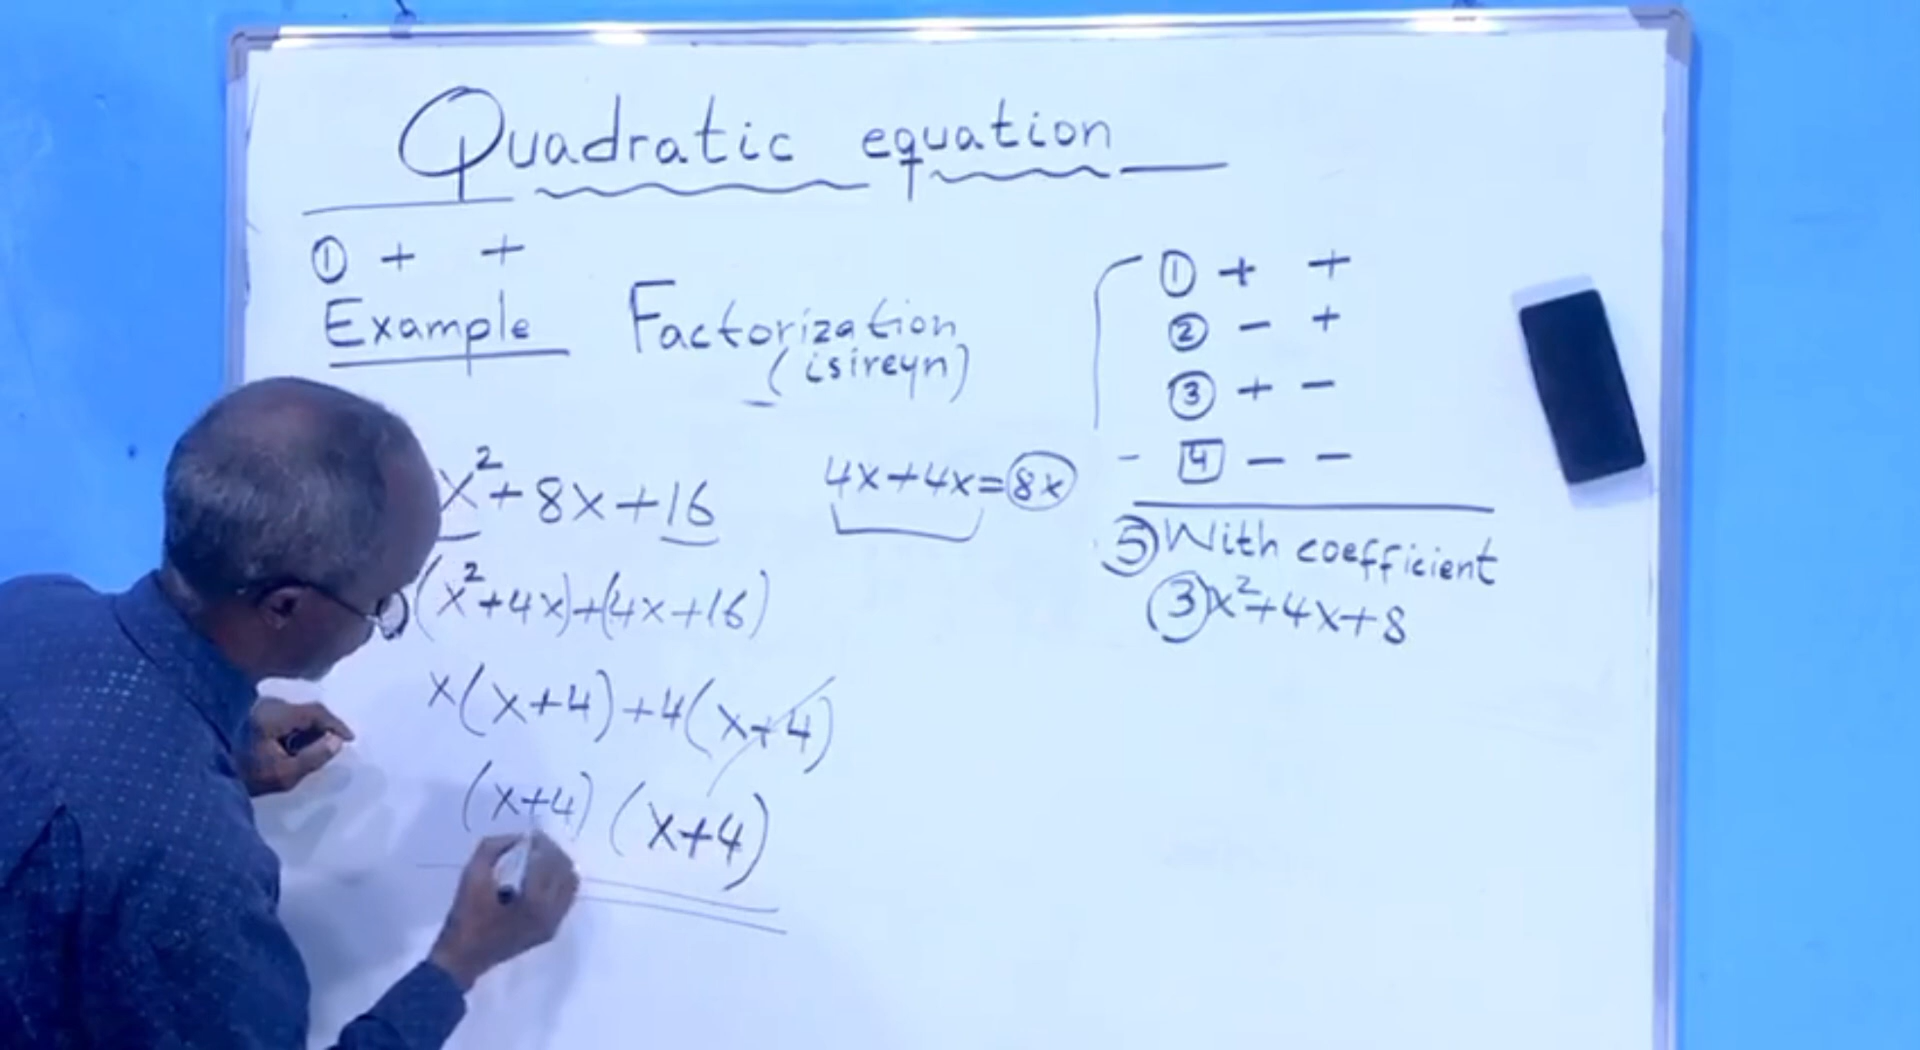 Quadratic equation
① + +
Example Factorization
(isireyn)
x²+8x+16
4x+4x=8x
(x²+4x)+(4x+16)
x(x+4)+4(x+4)
(x+4)(x+4)
① + +
② - +
③ + -
4 - -
⑤ With coefficient
3x²+4x+8